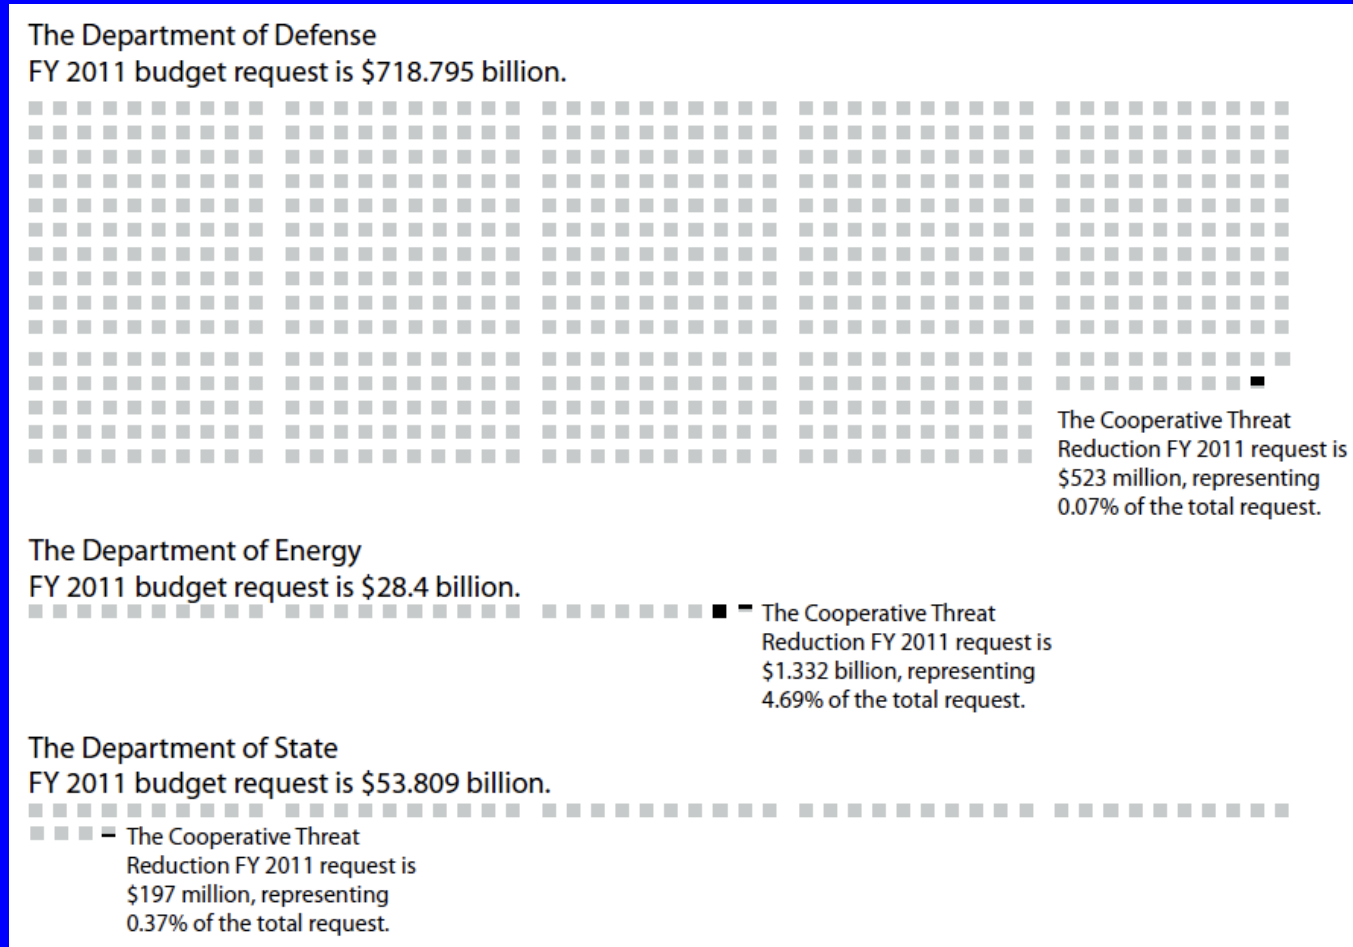 The Department of Defense
FY 2011 budget request is $718.795 billion.
The Cooperative Threat
Reduction FY 2011 request is
$523 million, representing
0.07% of the total request.
The Department of Energy
FY 2011 budget request is $28.4 billion.
The Cooperative Threat
Reduction FY 2011 request is
$1.332 billion, representing
4.69% of the total request.
The Department of State
FY 2011 budget request is $53.809 billion.
The Cooperative Threat
Reduction FY 2011 request is
$197 million, representing
0.37% of the total request.